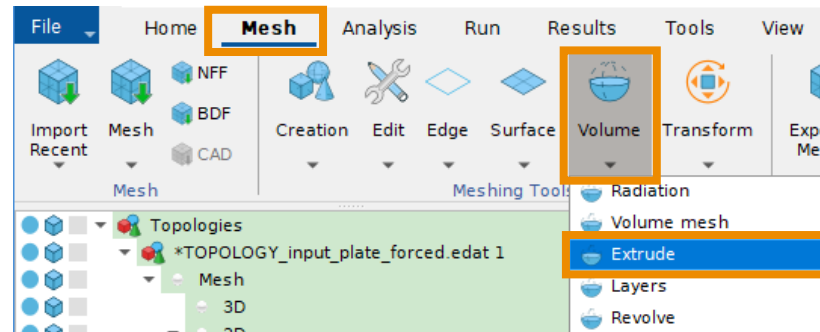 File Home Mesh Analysis Run Results Tools View
NFF
BDF
CAD
Import Recent
Mesh
Creation Edit Edge Surface Volume Transform
Mesh
Meshing Tools
Radiation
Volume mesh
Extrude
Layers
Revolve
Topologies
*TOPOLOGY_input_plate_forced.edat 1
Mesh
3D